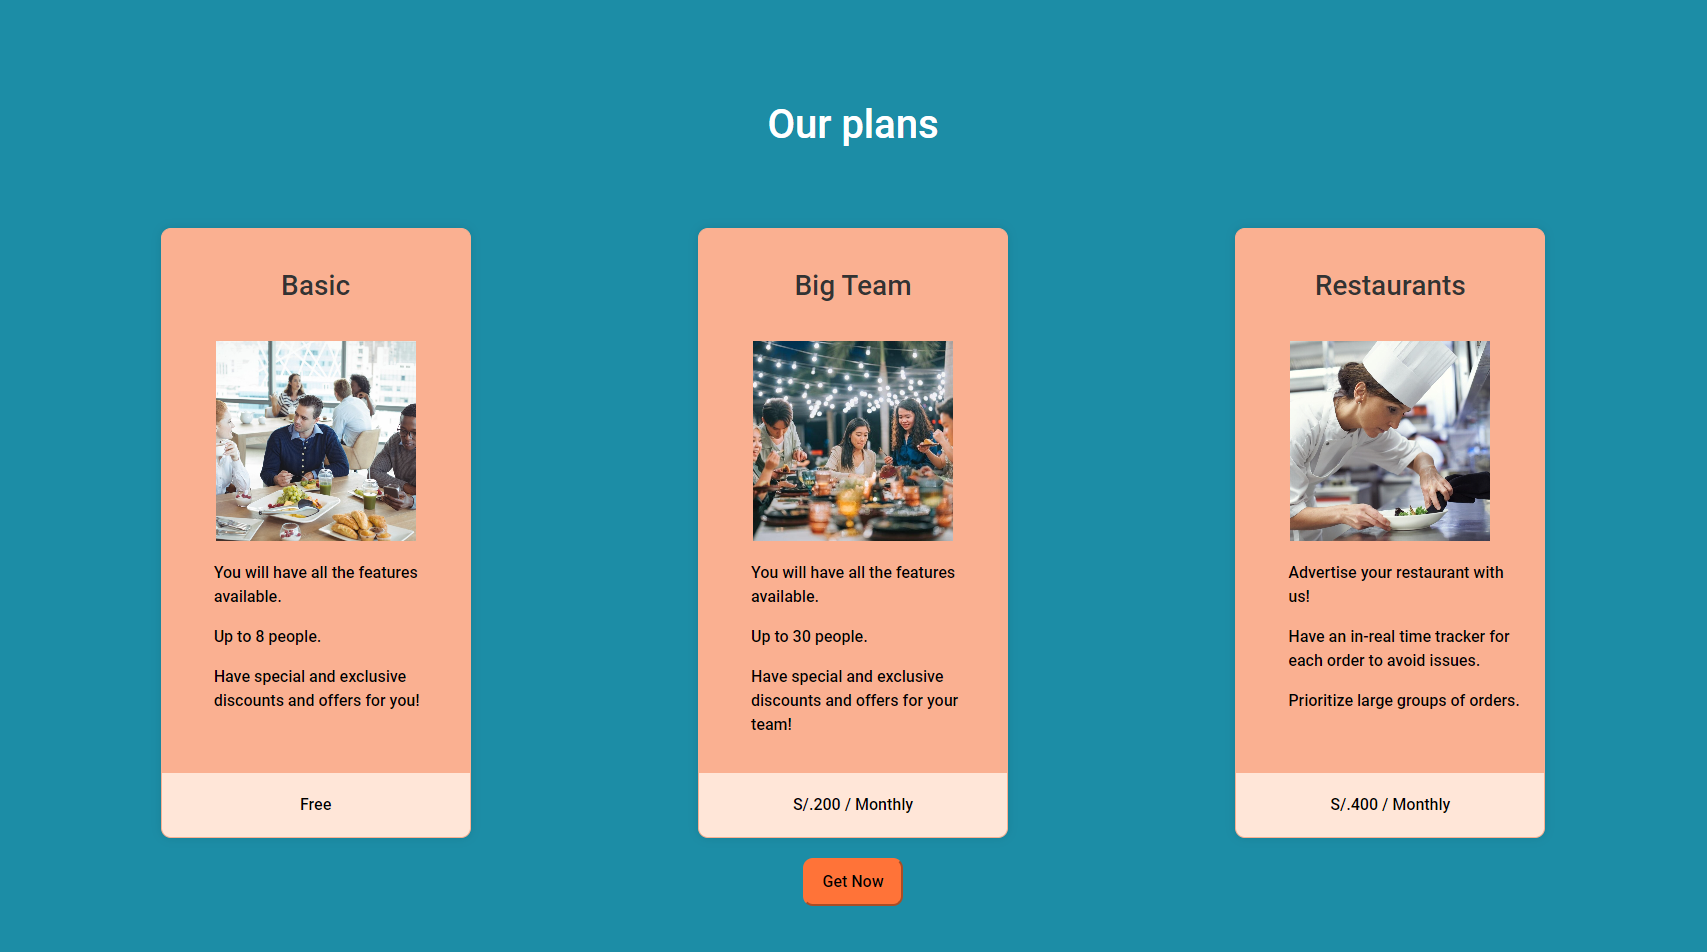 Our plans
Basic
You will have all the features
available.
Up to 8 people.
Have special and exclusive
discounts and offers for you!
Free
Big Team
You will have all the features
available.
Up to 30 people.
Have special and exclusive
discounts and offers for your
team!
S/.200 / Monthly
Restaurants
Advertise your restaurant with
us!
Have an in-real time tracker for
each order to avoid issues.
Prioritize large groups of orders.
S/.400 / Monthly
Get Now